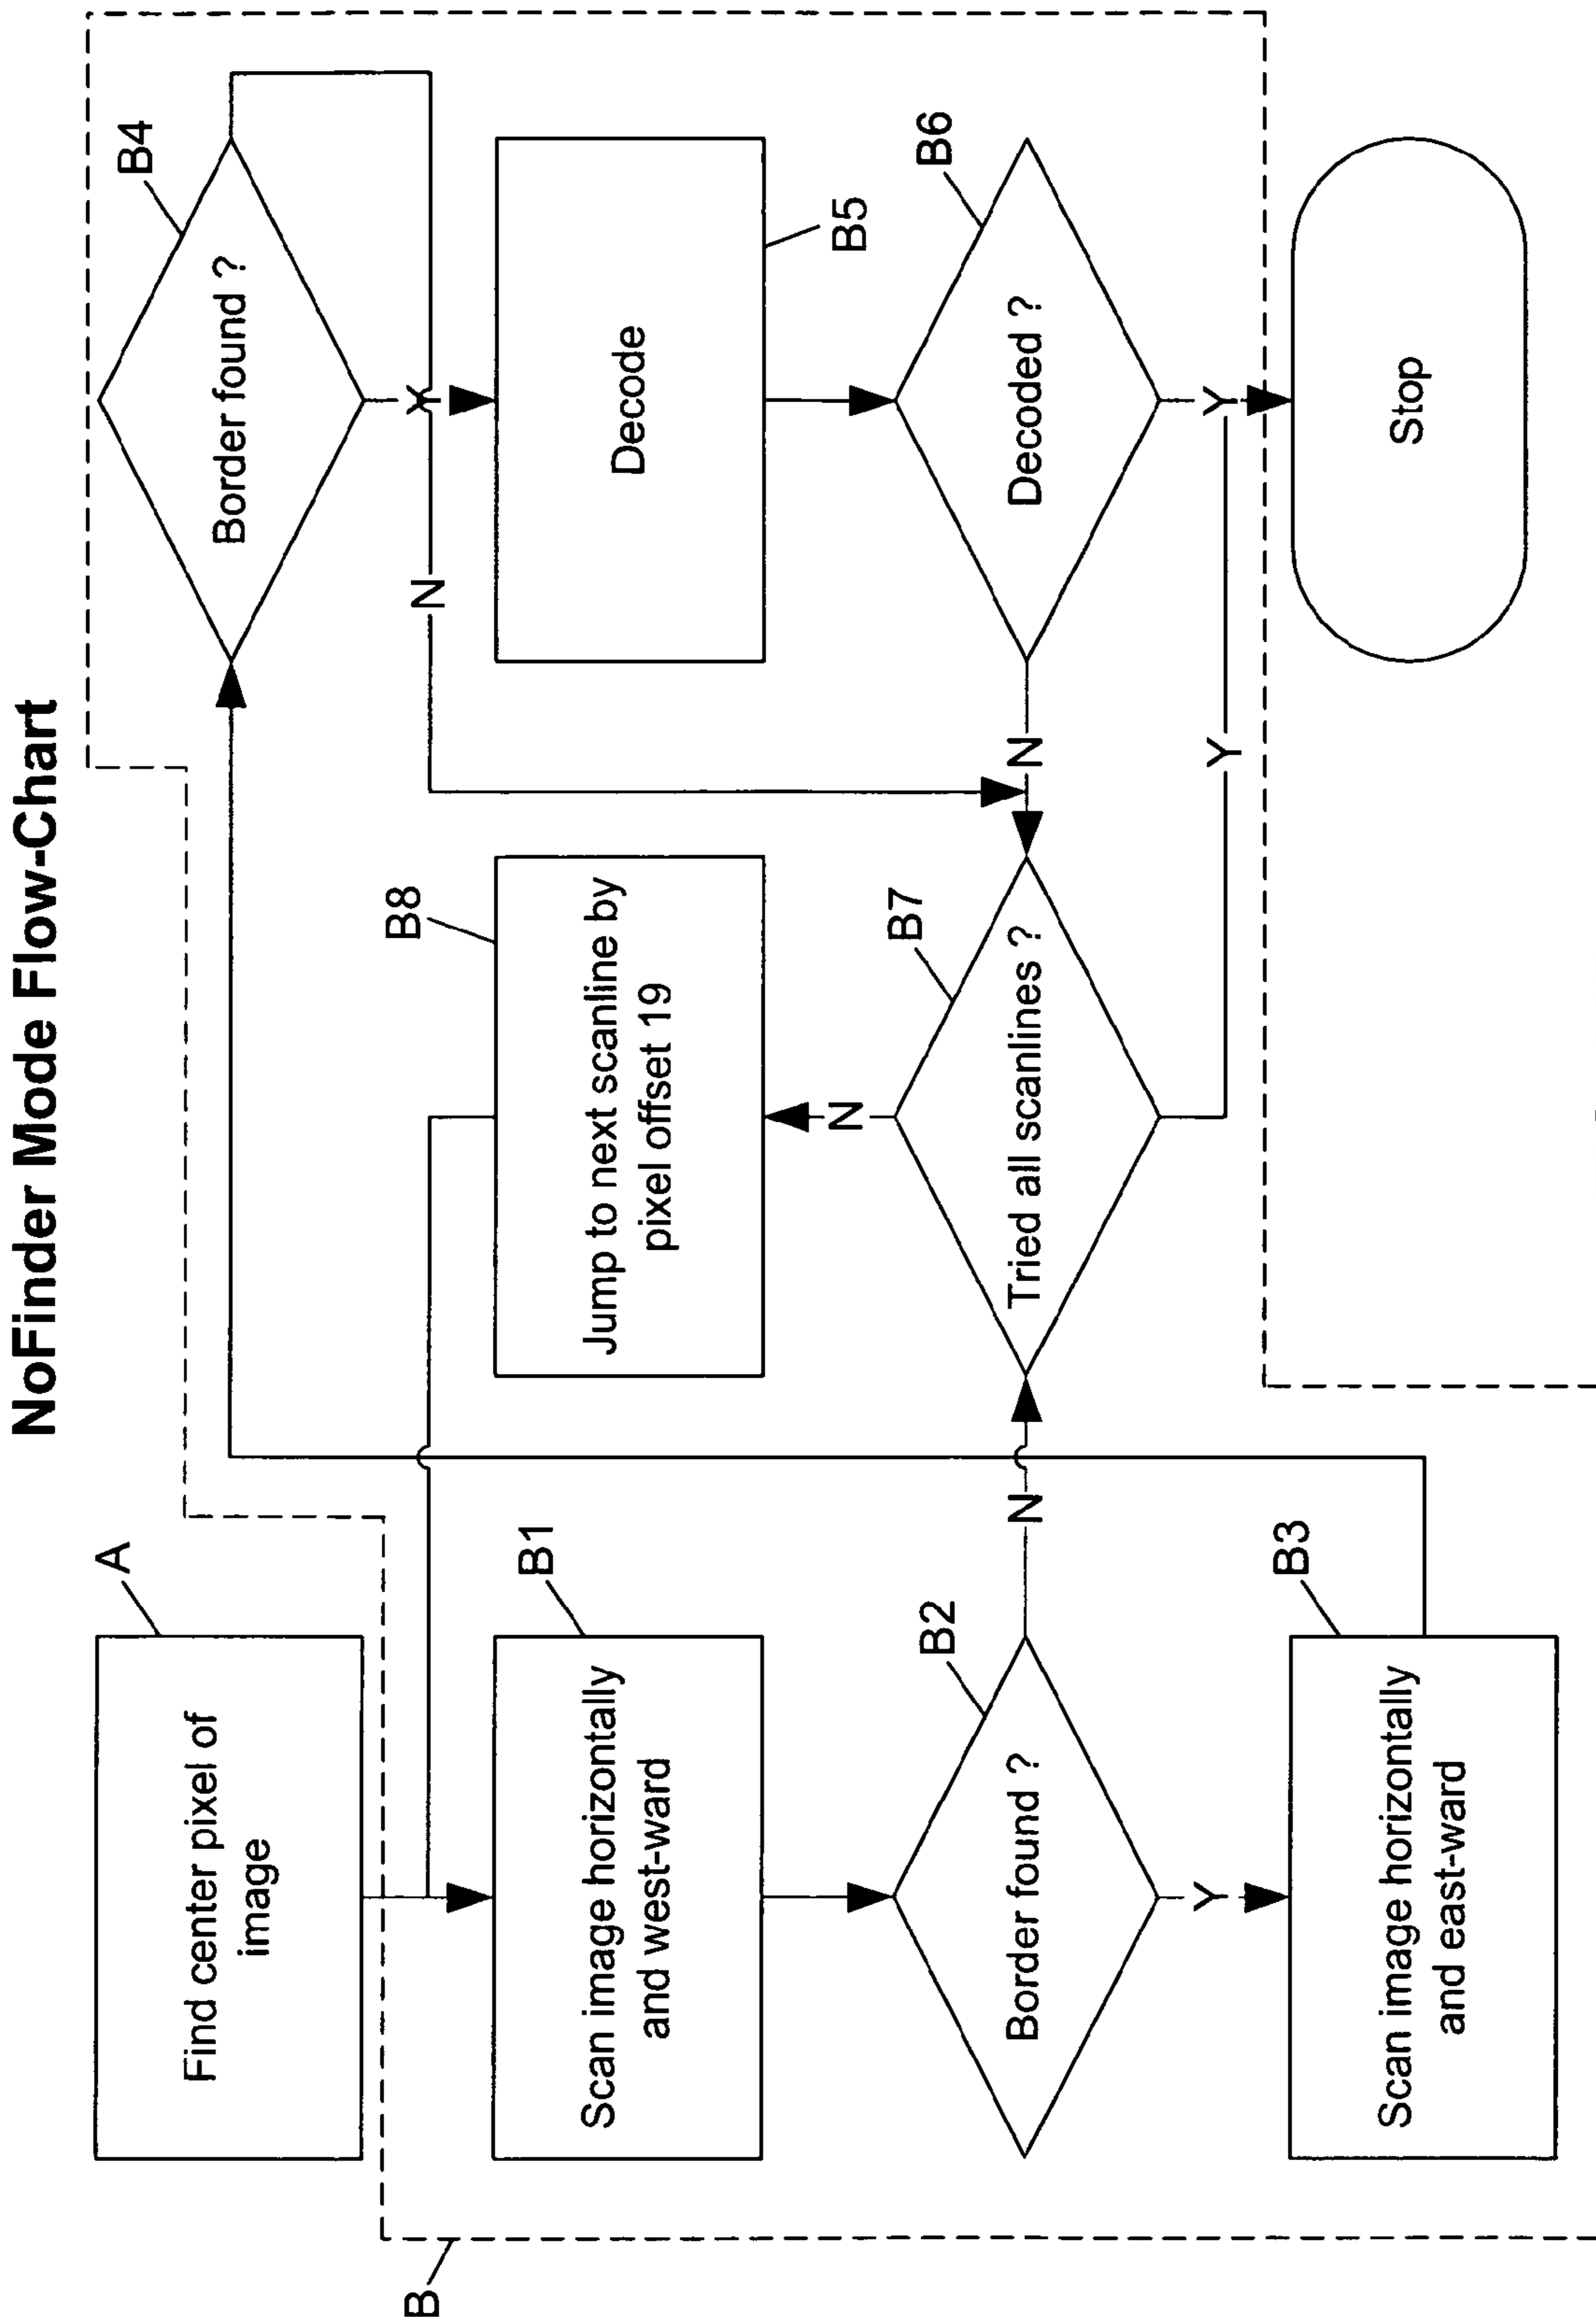 NoFinder Mode Flow-Chart
A
Find center pixel of
image
B
B1
Scan image horizontally
and west-ward
B2
Border found ?
N
Y
B3
Scan image horizontally
and east-ward
B8
Jump to next scanline by
pixel offset 19
N
B7
Tried all scanlines ?
Y
B4
Border found ?
N
Y
Decode
B5
B6
Decoded ?
N
Y
Stop